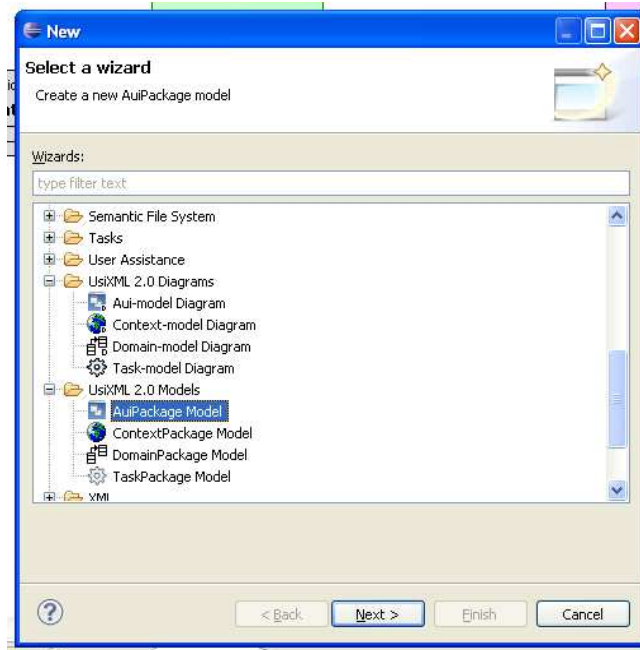 New
Select a wizard
Create a new AuiPackage model
Wizards:
type filter text
Semantic File System
Tasks
User Assistance
UsiXML 2.0 Diagrams
Aui-model Diagram
Context-model Diagram
Domain-model Diagram
Task-model Diagram
UsiXML 2.0 Models
AuiPackage Model
ContextPackage Model
DomainPackage Model
TaskPackage Model
XML
< Back Next > Finish Cancel